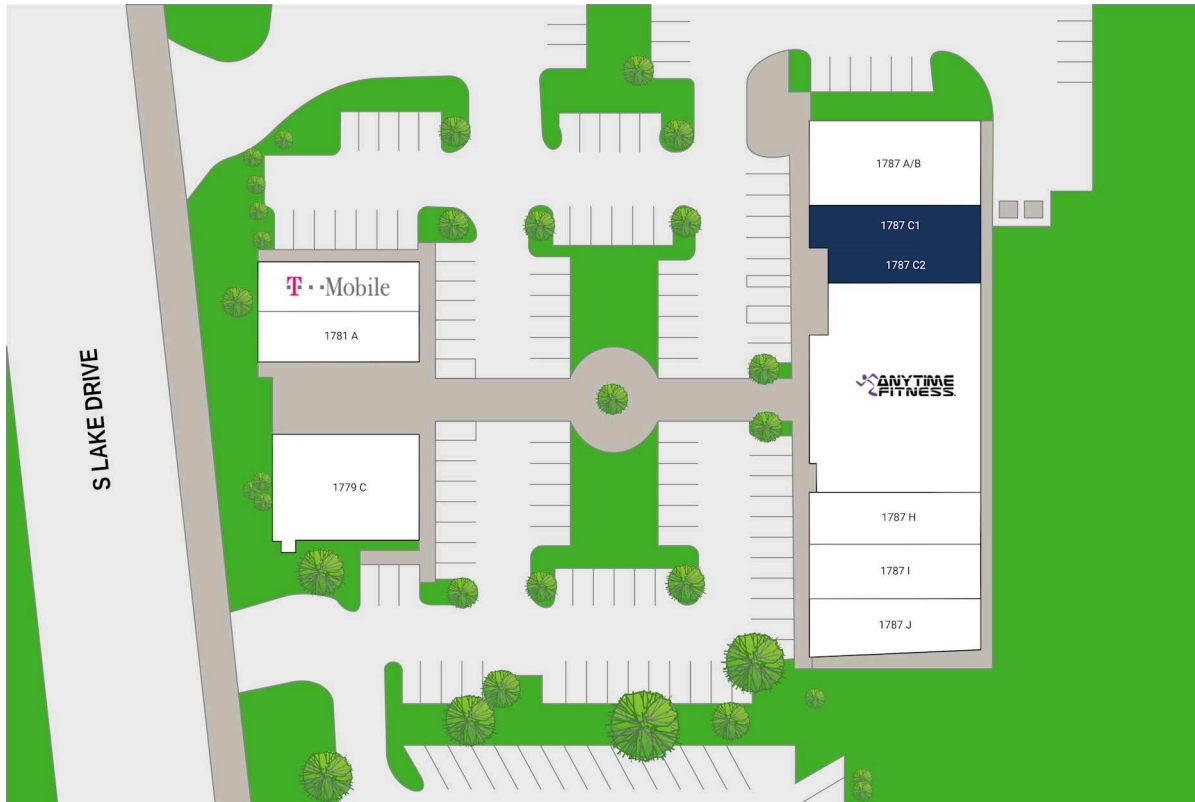 1787 A/B
1787 C1
1787 C2
T··Mobile
1781 A
S LAKE DRIVE
ANYTIME
FITNESS
1779 C
1787 H
1787 I
1787 J